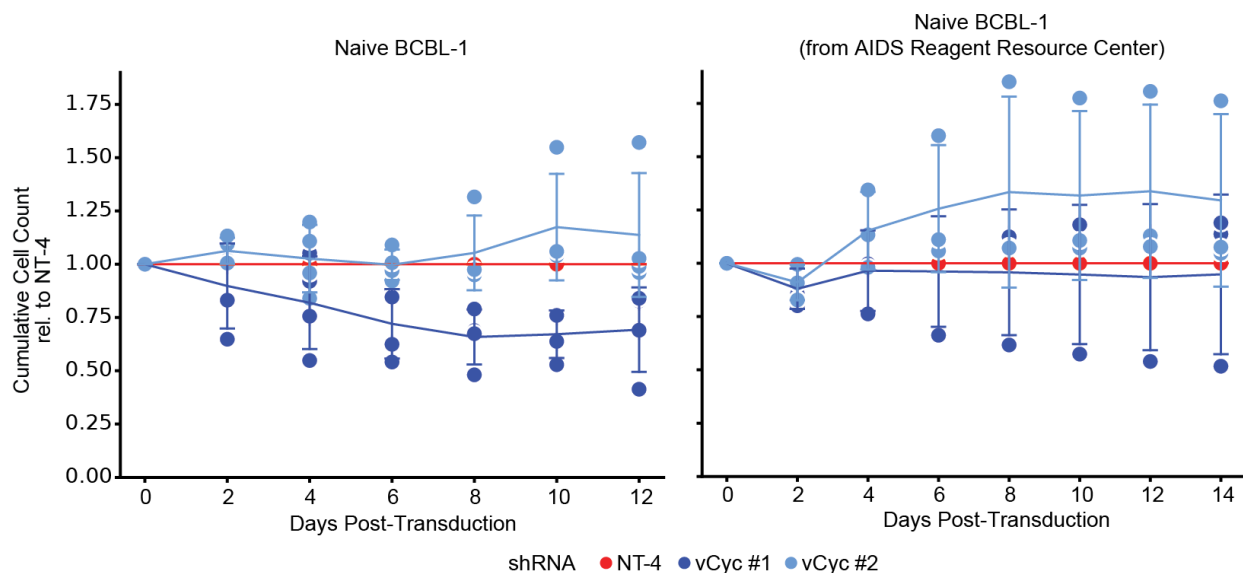 Naive BCBL-1
Naive BCBL-1
(from AIDS Reagent Resource Center)
Cumulative Cell Count
rel. to NT-4
1.75
1.50
1.25
1.00
0.75
0.50
0.25
0.00
0 2 4 6 8 10 12
Days Post-Transduction
0 2 4 6 8 10 12 14
Days Post-Transduction
shRNA NT-4 vCyc #1 vCyc #2